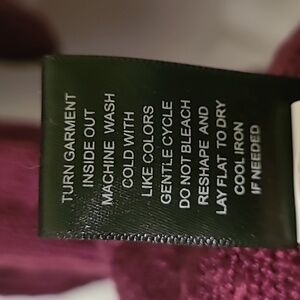 TURN GARMENT
INSIDE OUT
MACHINE WASH
COLD WITH
LIKE COLORS
GENTLE CYCLE
DO NOT BLEACH
RESHAPE AND
LAY FLAT TO DRY
COOL IRON
IF NEEDED